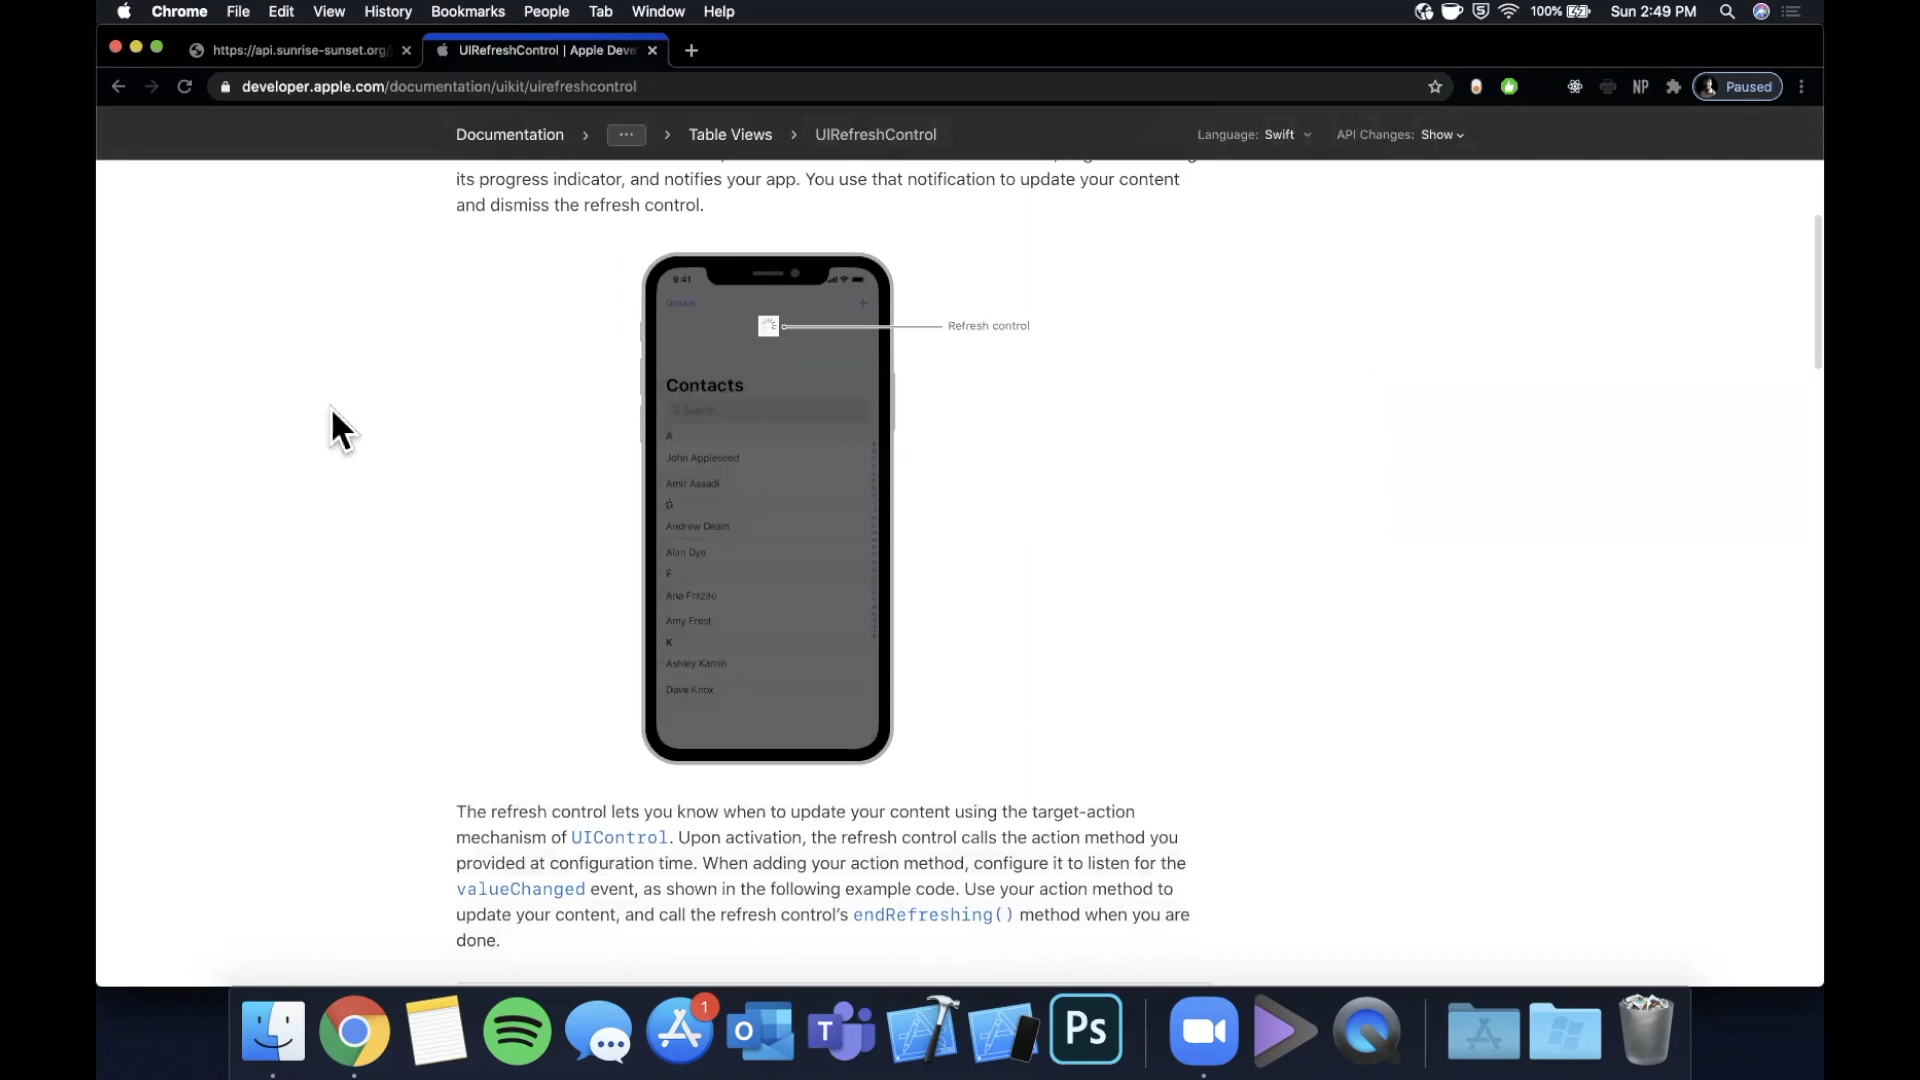 Chrome File Edit View History Bookmarks People Tab Window Help
100% Sun 2:49 PM
https://api.sunrise-sunset.org/
UIRefreshControl | Apple Deve
developer.apple.com/documentation/uikit/uirefreshcontrol
NP
Paused
Documentation > ··· > Table Views > UIRefreshControl
Language: Swift
API Changes: Show
its progress indicator, and notifies your app. You use that notification to update your content
and dismiss the refresh control.
9:41
Groups
Refresh control
Contacts
Search
A
John Appleseed
Amir Assadi
Andrew Deam
Alan Dye
F
Ana Frazao
Amy Frost
K
Ashley Kamin
Dave Knox
The refresh control lets you know when to update your content using the target-action
mechanism of UIControl. Upon activation, the refresh control calls the action method you
provided at configuration time. When adding your action method, configure it to listen for the
valueChanged event, as shown in the following example code. Use your action method to
update your content, and call the refresh control's endRefreshing() method when you are
done.
1
O
T
Ps